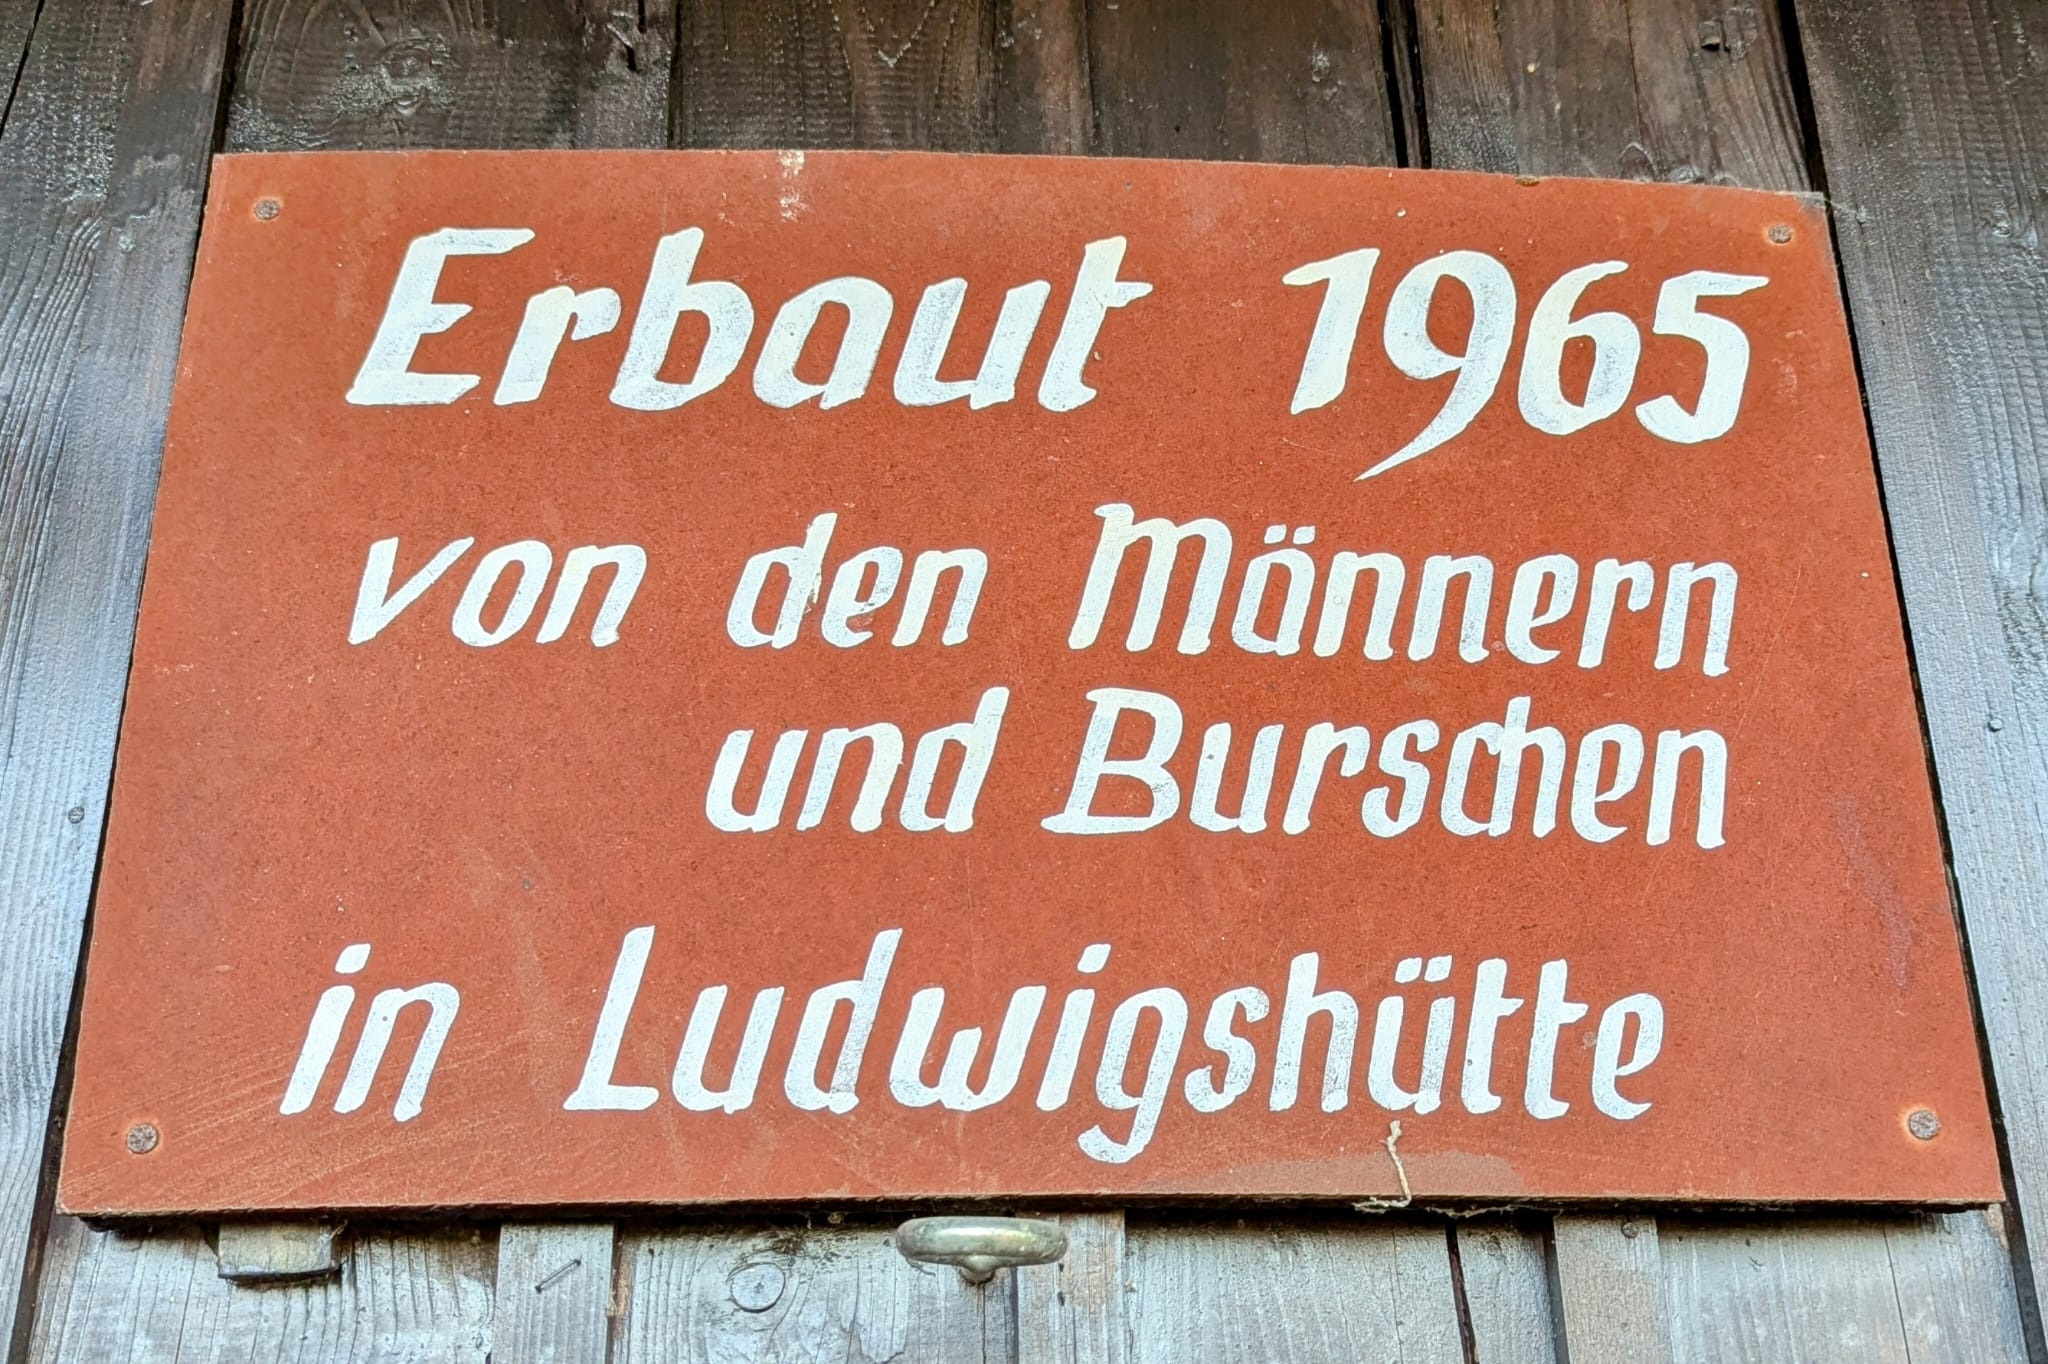 Erbaut 1965
von den Männern
und Burschen
in Ludwigshütte